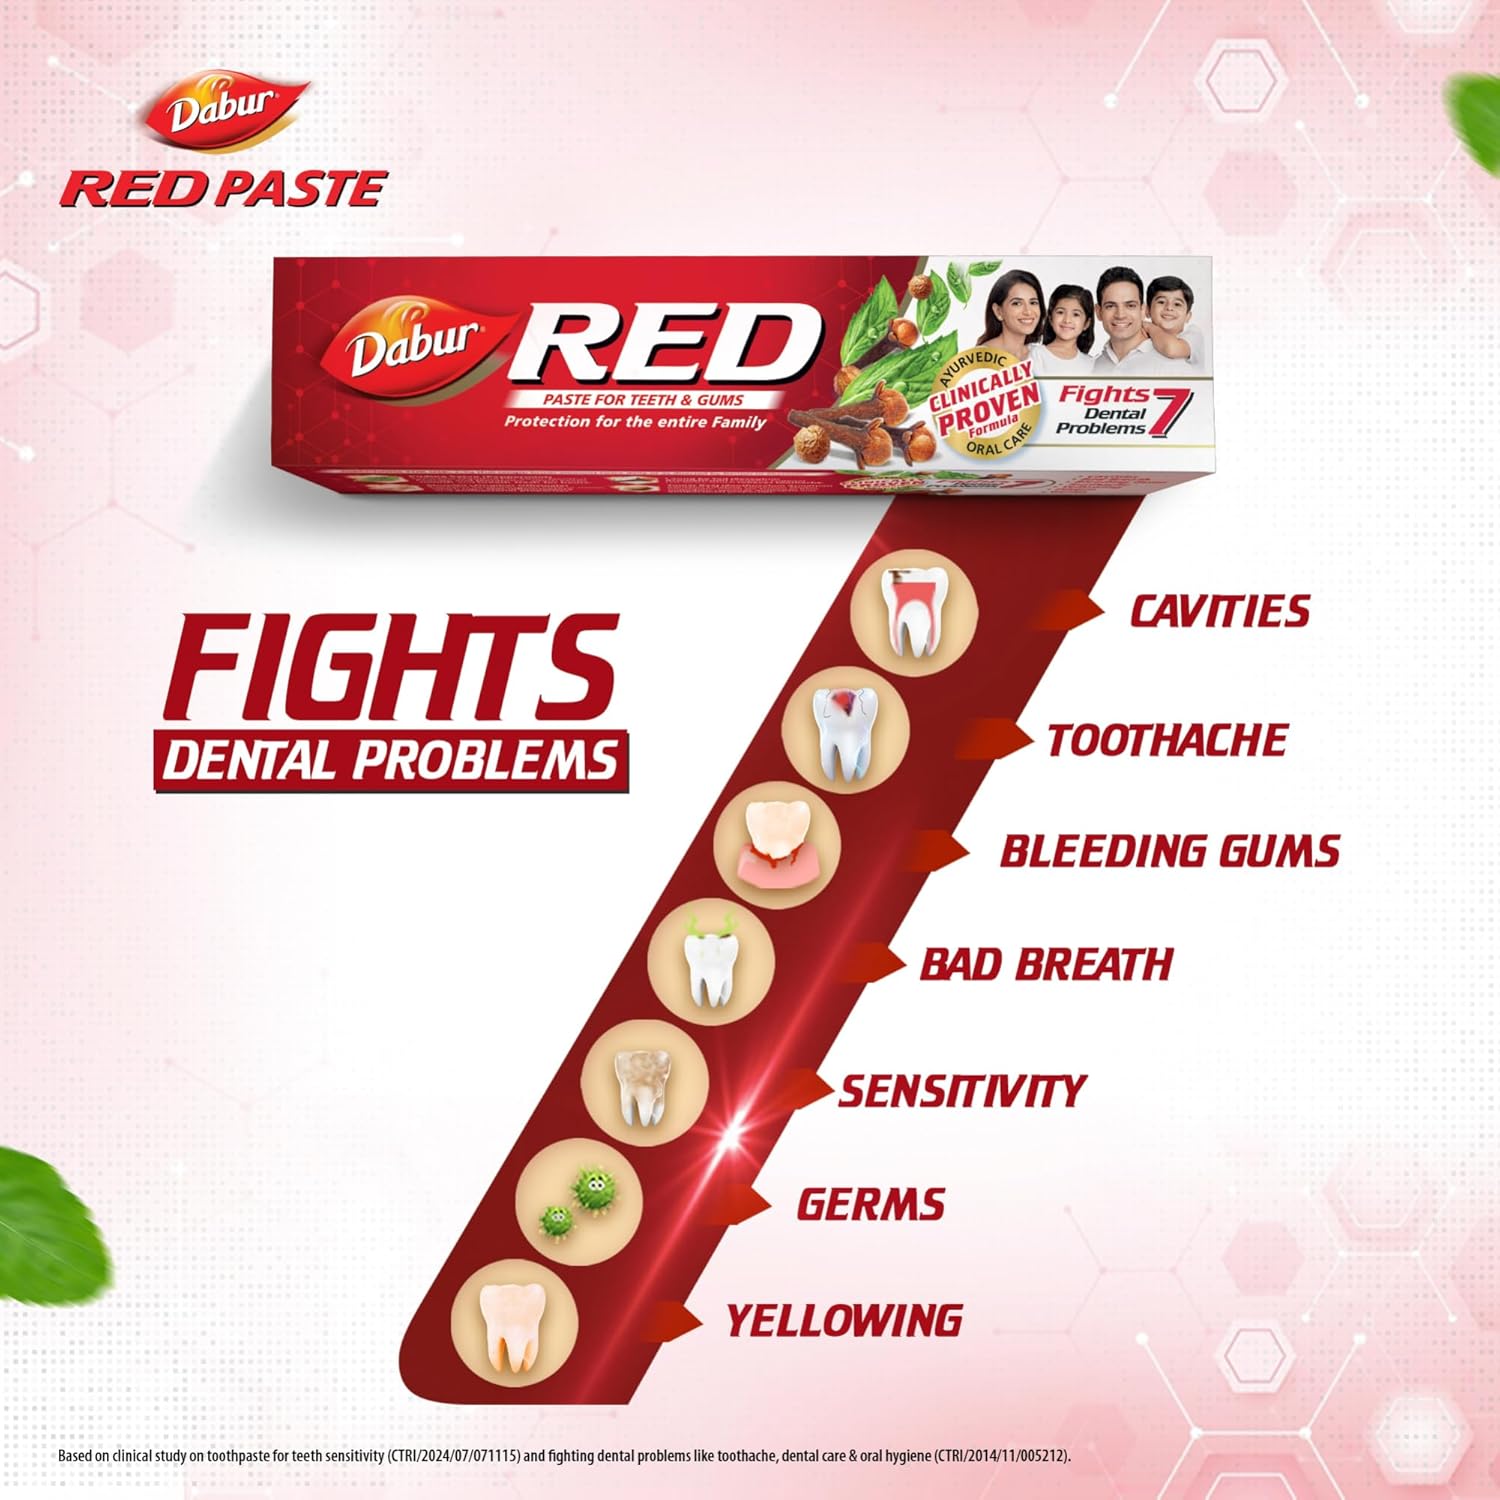 Dabur
RED PASTE
Dabur
RED
PASTE FOR TEETH & GUMS
Protection for the entire Family
AYURVEDIC
CLINICALLY
PROVEN
Formula
ORAL CARE
Fights 7
Dental
Problems
FIGHTS
DENTAL PROBLEMS
CAVITIES
TOOTHACHE
BLEEDING GUMS
BAD BREATH
SENSITIVITY
GERMS
YELLOWING
Based on clinical study on toothpaste for teeth sensitivity (CTRI/2024/07/071115) and fighting dental problems like toothache, dental care & oral hygiene (CTRI/2014/11/005212).